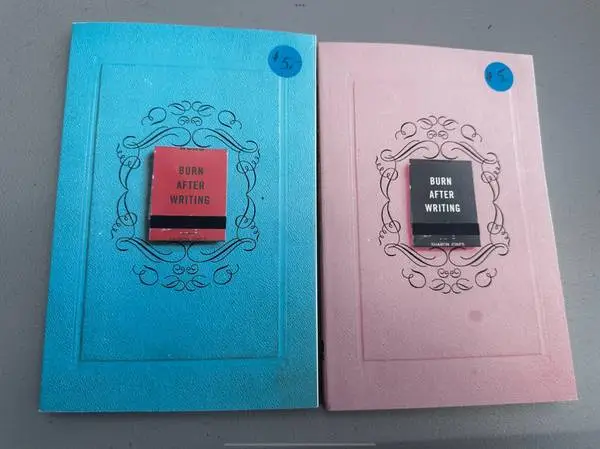 $5.
BURN
AFTER
WRITING
$5
BURN
AFTER
WRITING
SHARON JONES